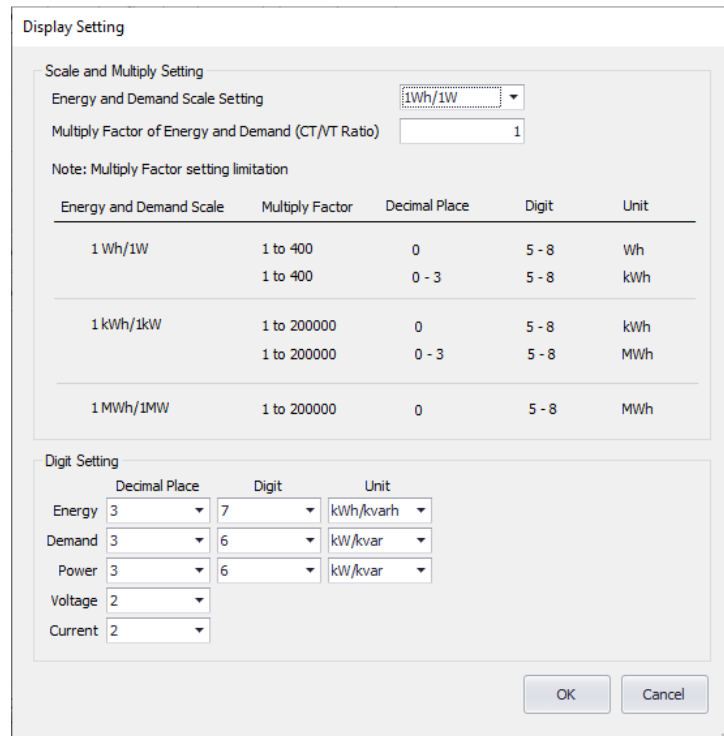 Display Setting
Scale and Multiply Setting
Energy and Demand Scale Setting 1Wh/1W
Multiply Factor of Energy and Demand (CT/VT Ratio) 1
Note: Multiply Factor setting limitation
Energy and Demand Scale Multiply Factor Decimal Place Digit Unit
1 Wh/1W 1 to 400 0 5 - 8 Wh
1 to 400 0 - 3 5 - 8 kWh
1 kWh/1kW 1 to 200000 0 5 - 8 kWh
1 to 200000 0 - 3 5 - 8 MWh
1 MWh/1MW 1 to 200000 0 5 - 8 MWh
Digit Setting
Decimal Place Digit Unit
Energy 3 7 kWh/kvarh
Demand 3 6 kW/kvar
Power 3 6 kW/kvar
Voltage 2
Current 2
OK Cancel